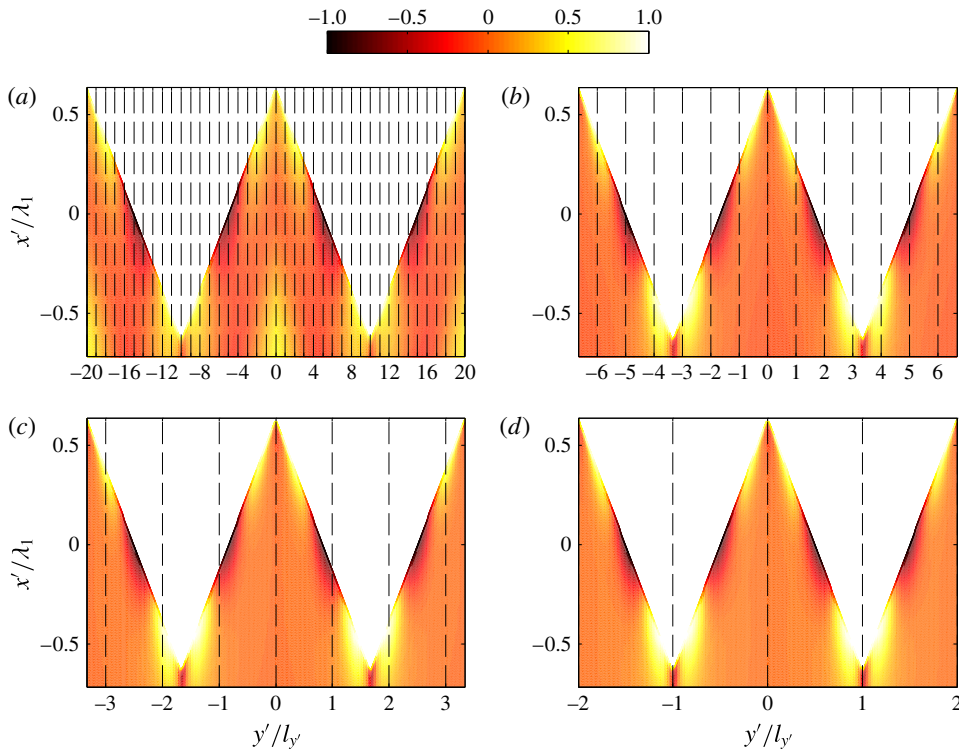 −1.0 −0.5 0 0.5 1.0
(a) (b)
0.5 0.5
x′/λ1 0 0
−0.5 −0.5
−20 −16 −12 −8 −4 0 4 8 12 16 20 −6 −5 −4 −3 −2 −1 0 1 2 3 4 5 6
(c) (d)
0.5 0.5
x′/λ1 0 0
−0.5 −0.5
−3 −2 −1 0 1 2 3 −2 −1 0 1 2
y′/ly′ y′/ly′